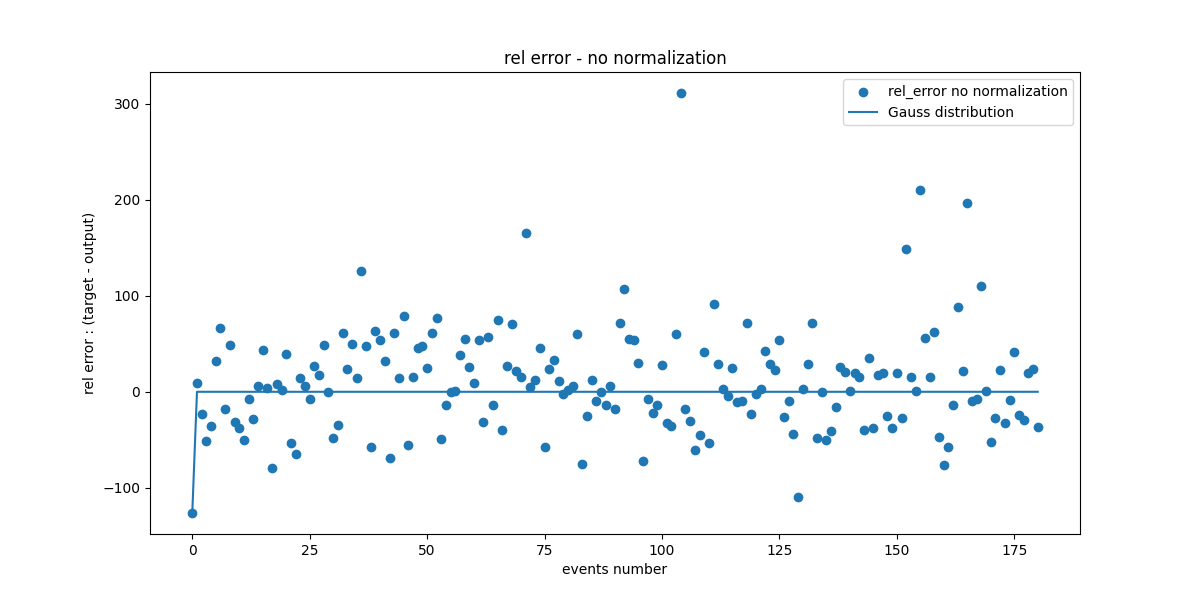 rel error - no normalization
rel_error no normalization
Gauss distribution
rel error : (target - output)
300
200
100
0
−100
0
25
50
75
100
125
150
175
events number